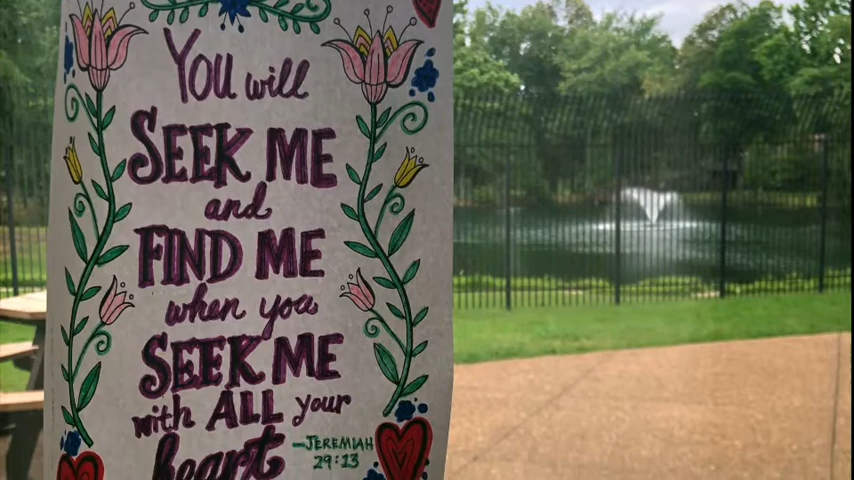 You will
SEEK ME
and
FIND ME
when you
SEEK ME
with ALL your
heart
—JEREMIAH
29:13